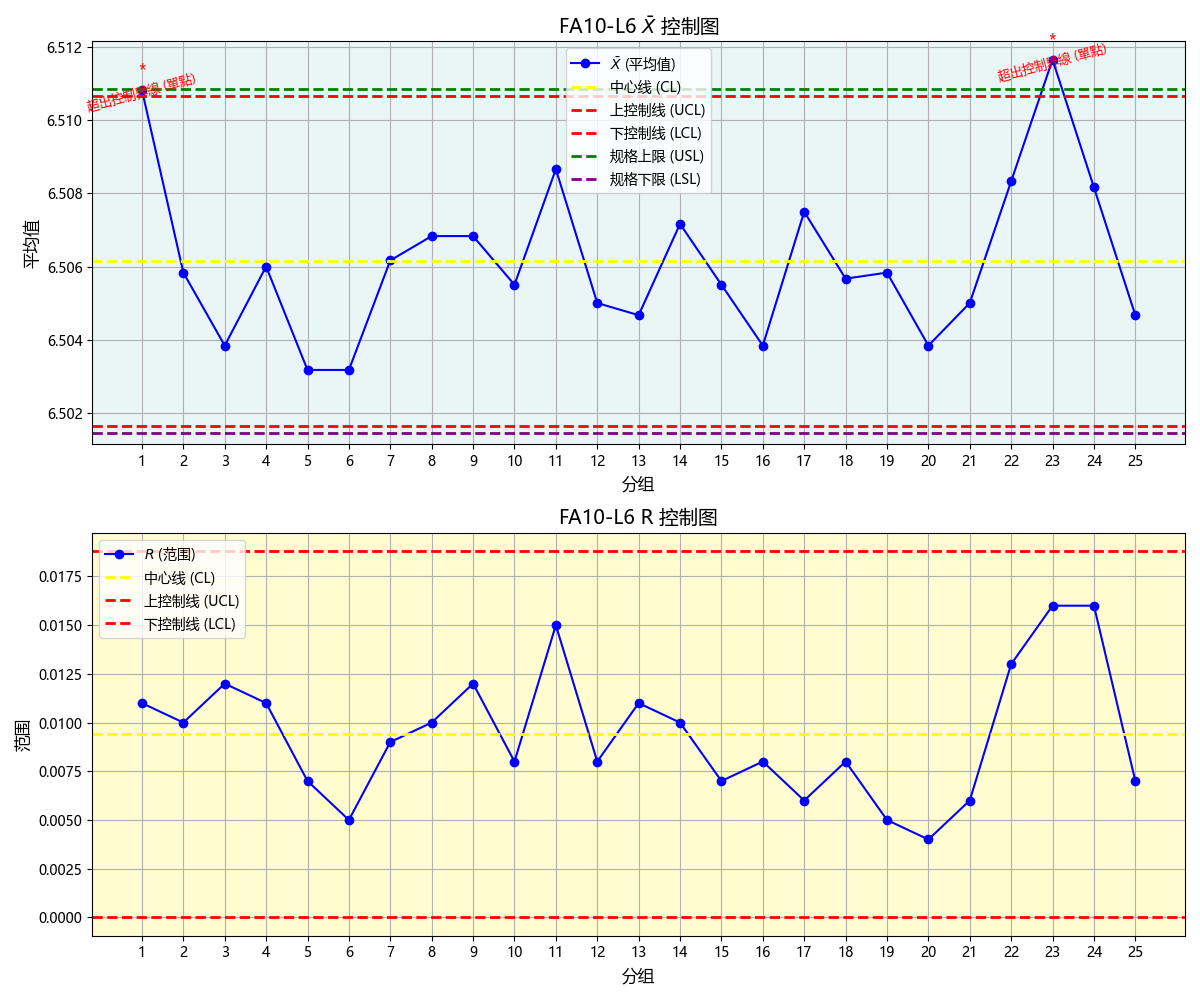 FA10-L6 X̄ 控制图
*
*
超出控制界線 (單點)
超出控制界線 (單點)
X̄ (平均值)
中心线 (CL)
上控制线 (UCL)
下控制线 (LCL)
规格上限 (USL)
规格下限 (LSL)
6.512
6.510
6.508
6.506
6.504
6.502
平均值
1 2 3 4 5 6 7 8 9 10 11 12 13 14 15 16 17 18 19 20 21 22 23 24 25
分组
FA10-L6 R 控制图
R (范围)
中心线 (CL)
上控制线 (UCL)
下控制线 (LCL)
0.0175
0.0150
0.0125
0.0100
0.0075
0.0050
0.0025
0.0000
范围
1 2 3 4 5 6 7 8 9 10 11 12 13 14 15 16 17 18 19 20 21 22 23 24 25
分组